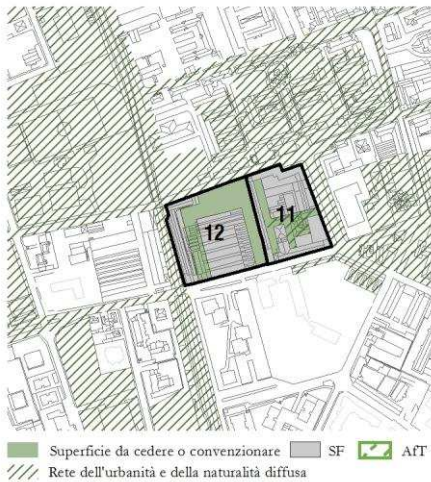 11
12
Superficie da cedere o convenzionare SF AfT
Rete dell'urbanità e della naturalità diffusa